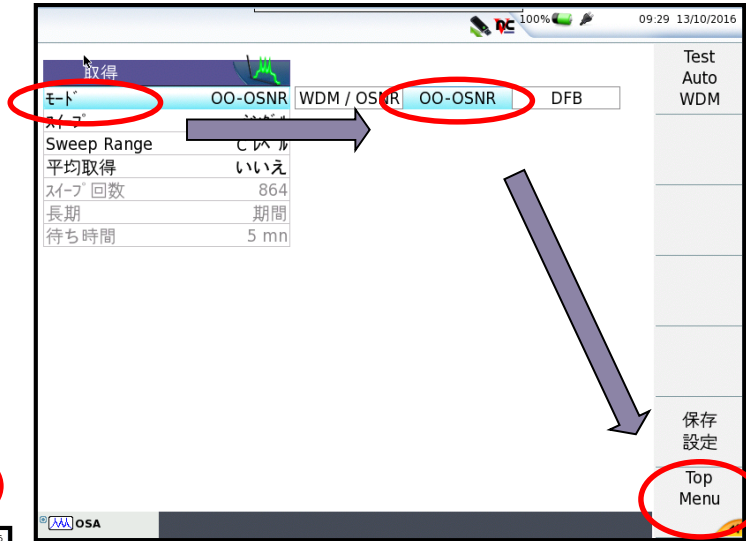 100% 09:29 13/10/2016
取得
ﾓｰﾄﾞ OO-OSNR WDM / OSNR OO-OSNR DFB
Sweep Range
平均取得 いいえ
ｽｲｰﾌﾟ回数 864
長期 期間
待ち時間 5 mn
Test
Auto
WDM
保存
設定
Top
Menu
OSA